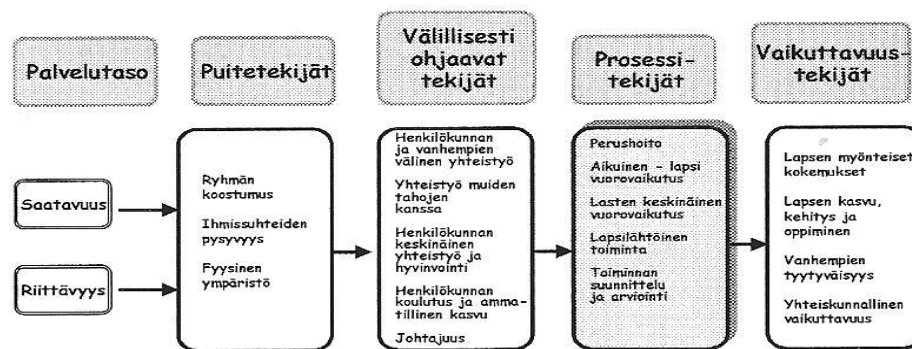 Palvelutaso
Puitetekijät
Välillisesti
ohjaavat
tekijät
Prosessi-
tekijät
Vaikuttavuus-
tekijät
Saatavuus
Riittävyys
Ryhmän
koostumus
Ihmissuhteiden
pysyvyys
Fyysinen
ympäristö
Henkilökunnan
ja vanhempien
välinen yhteistyö
Yhteistyö muiden
tahojen
kanssa
Henkilökunnan
keskinäinen
yhteistyö ja
hyvinvointi
Henkilökunnan
koulutus ja amma-
tillinen kasvu
Johtajuus
Perushoito
Aikuinen - lapsi
vuorovaikutus
Lasten keskinäinen
vuorovaikutus
Lapsilähtöinen
toiminta
Toiminnan
suunnittelu
ja arviointi
Lapsen myönteiset
kokemukset
Lapsen kasvu,
kehitys ja
oppiminen
Vanhempien
tyytyväisyys
Yhteiskunnallinen
vaikuttavuus